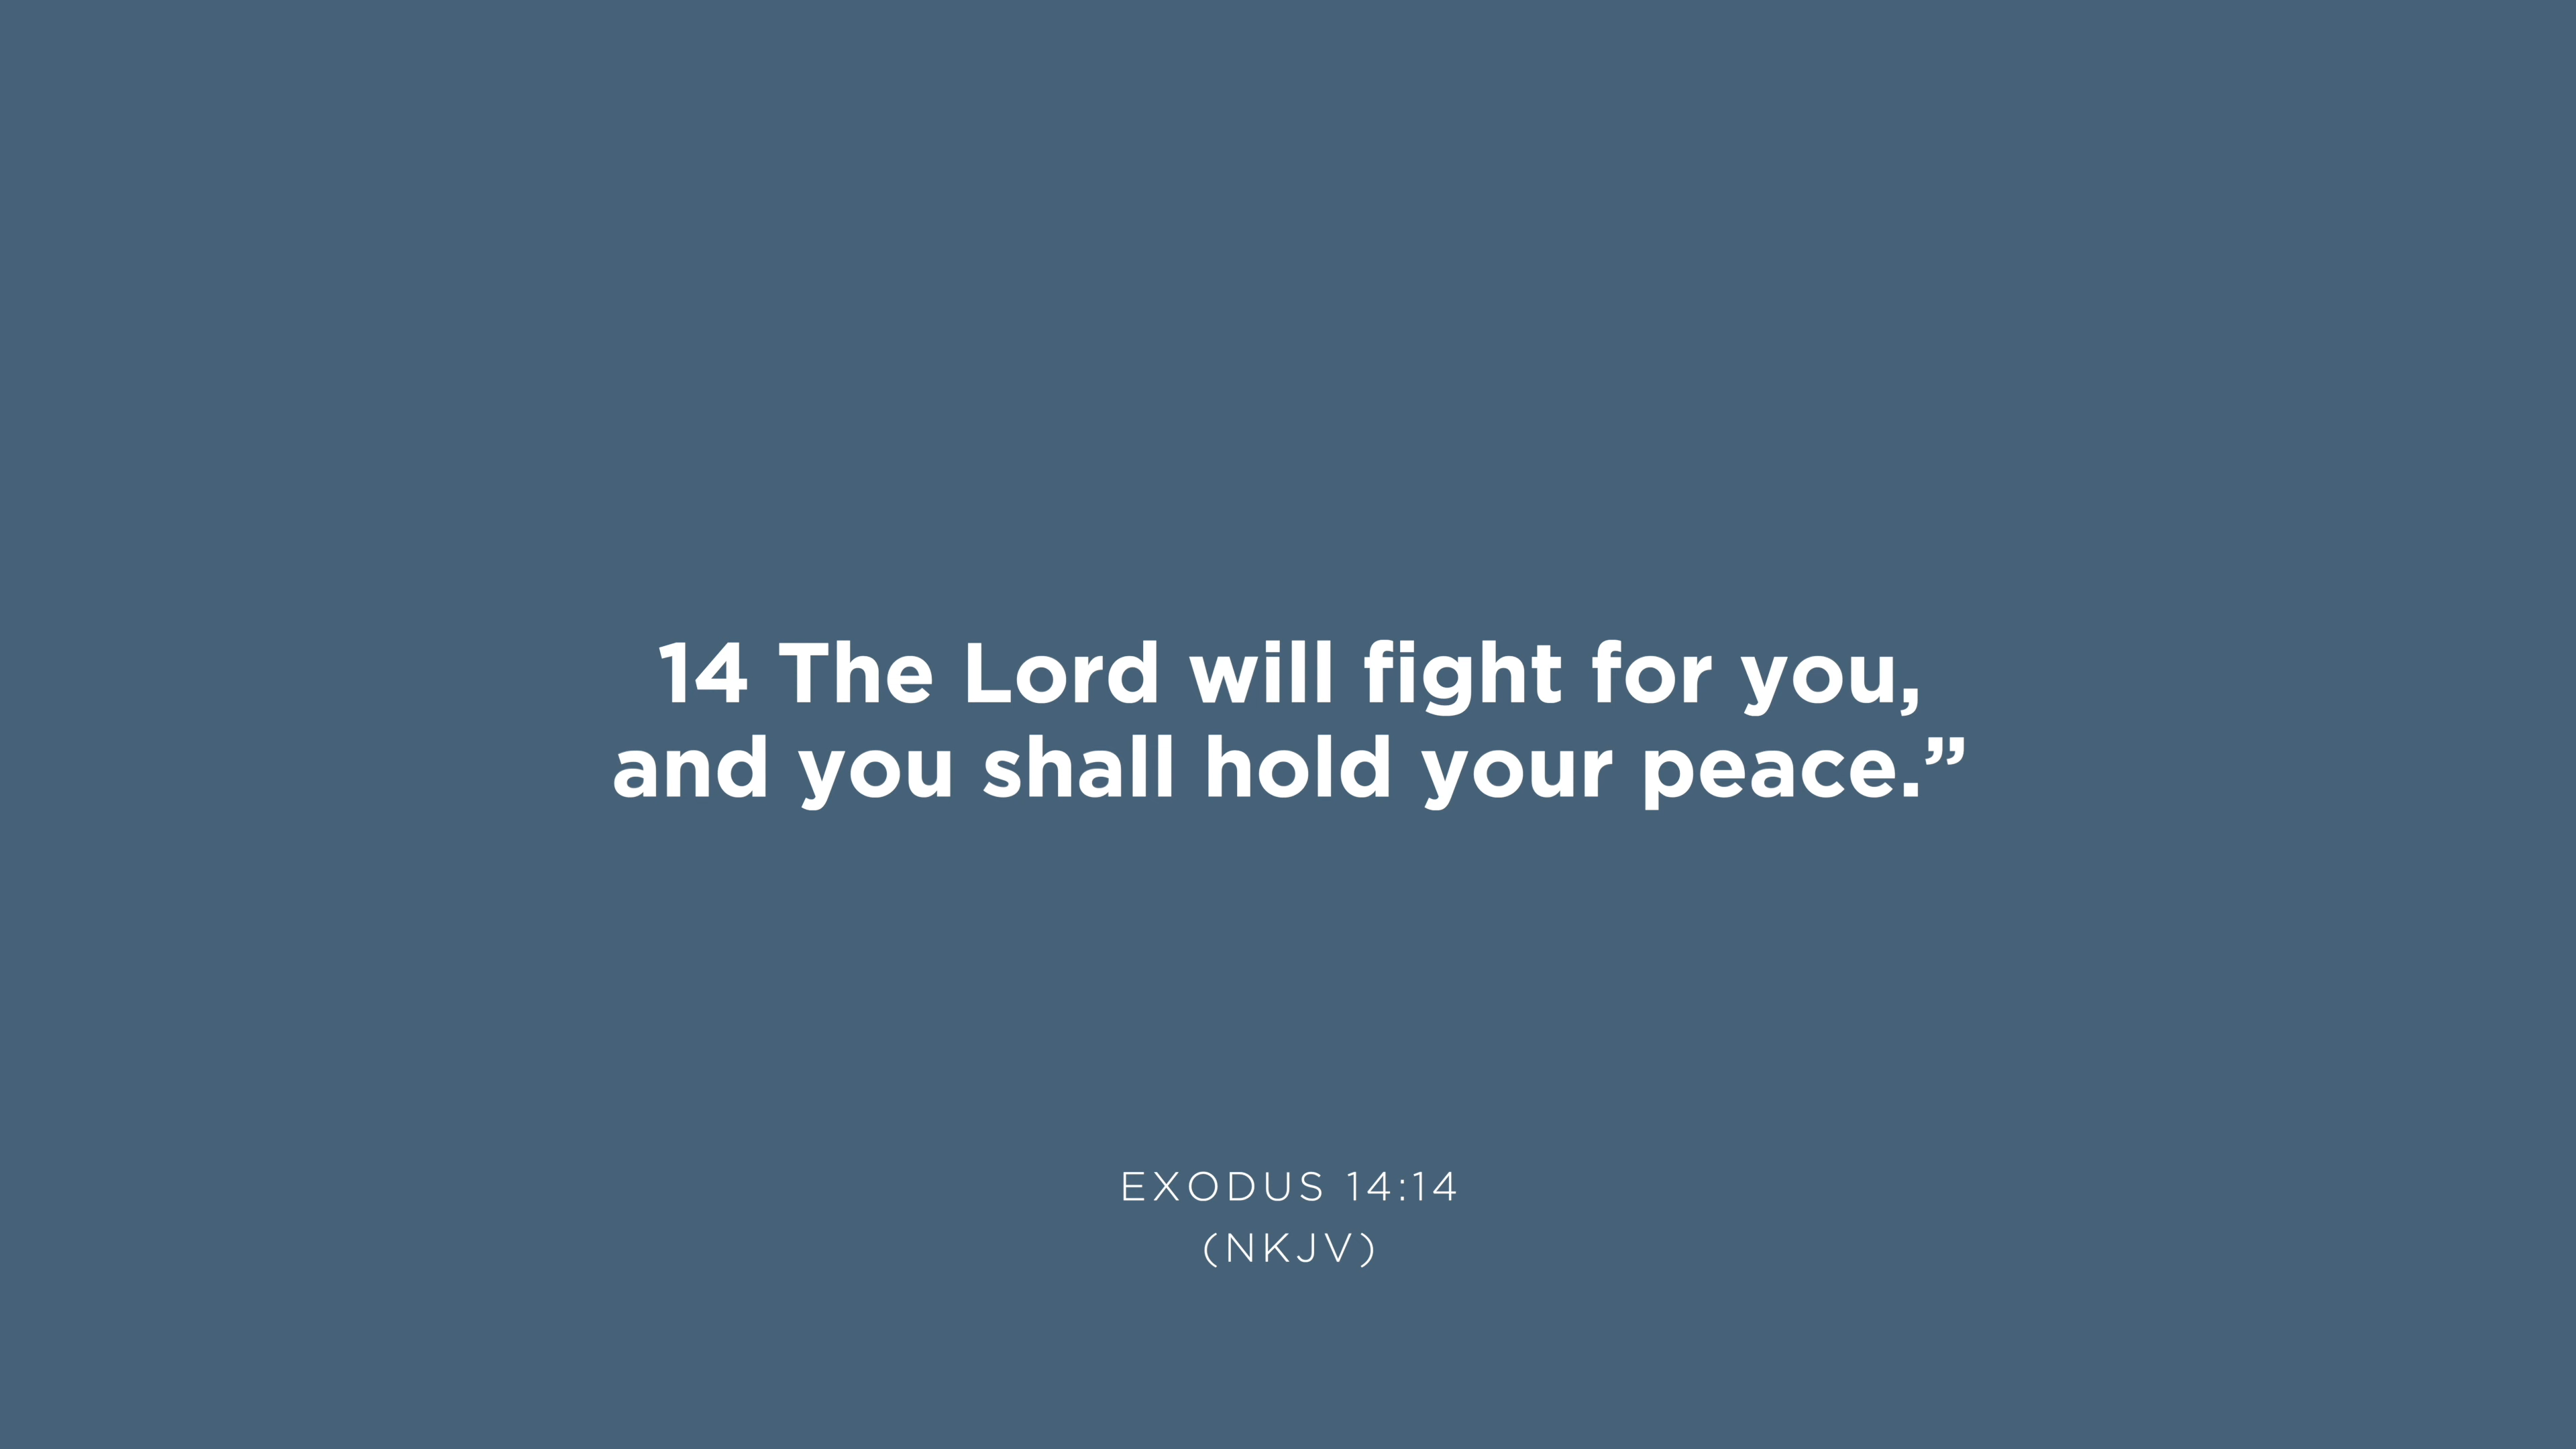 14 The Lord will fight for you,
and you shall hold your peace.”
EXODUS 14:14
(NKJV)